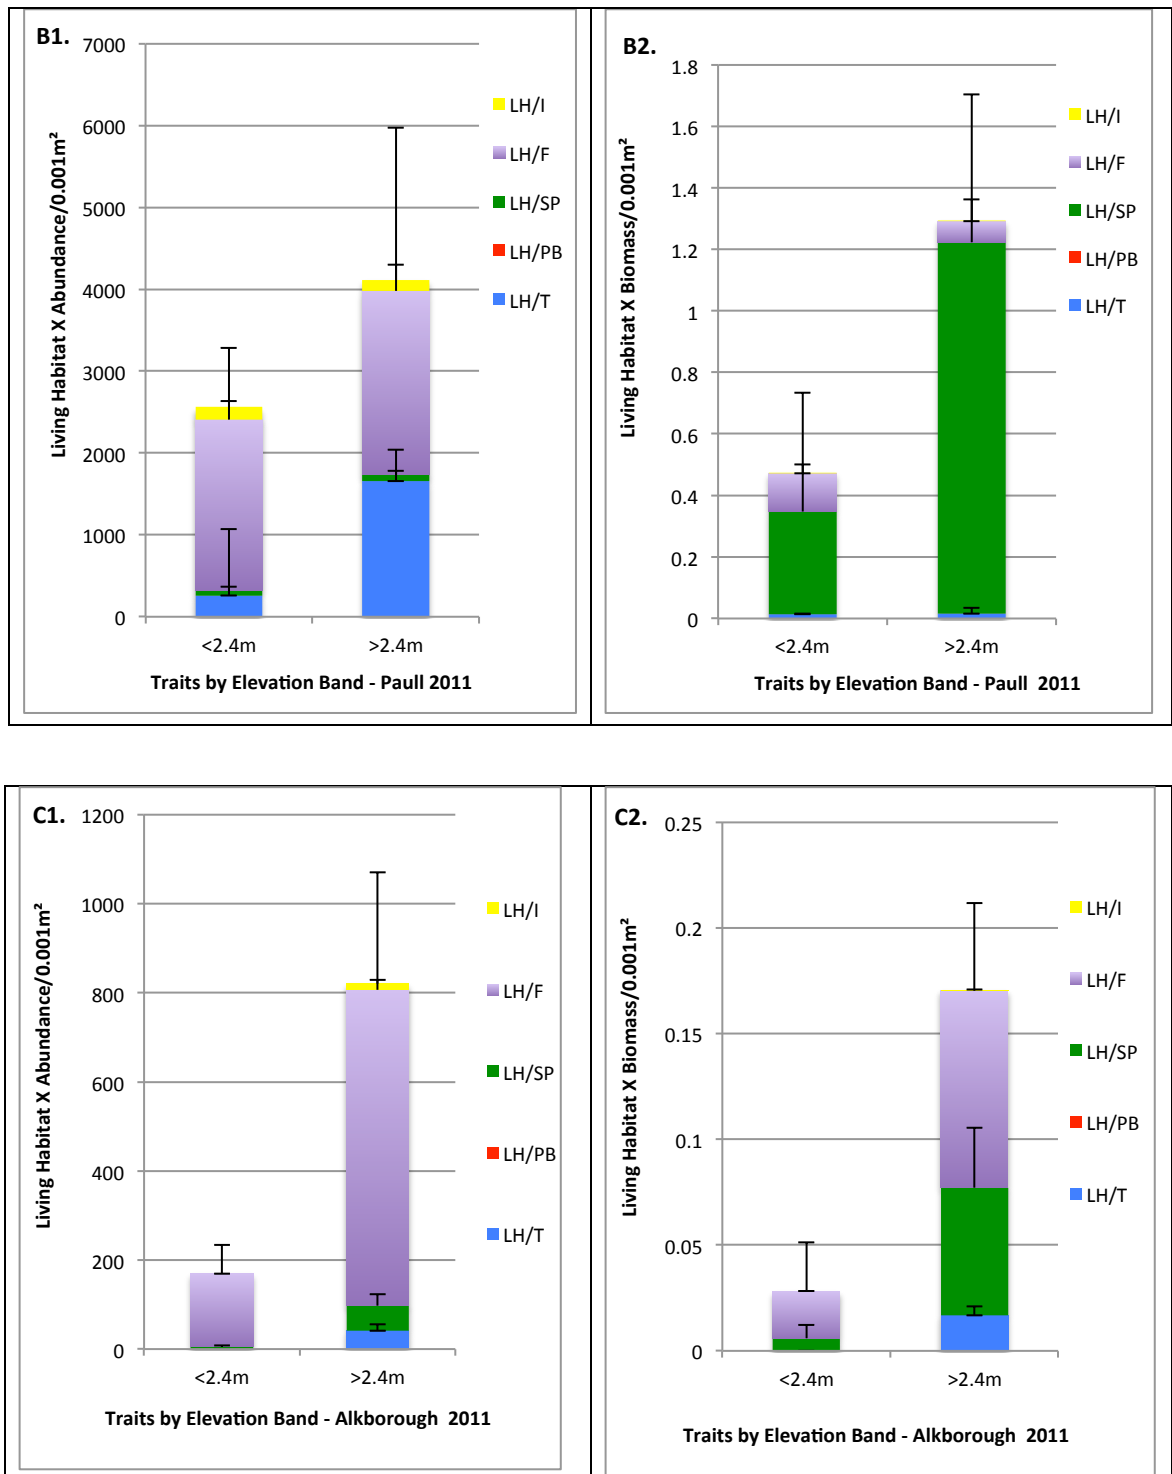 B1.
Living Habitat X Abundance/0.001m²
7000
6000
5000
4000
3000
2000
1000
0
<2.4m >2.4m
Traits by Elevation Band - Paull 2011
LH/I
LH/F
LH/SP
LH/PB
LH/T
B2.
Living Habitat X Biomass/0.001m²
1.8
1.6
1.4
1.2
1
0.8
0.6
0.4
0.2
0
<2.4m >2.4m
Traits by Elevation Band - Paull 2011
LH/I
LH/F
LH/SP
LH/PB
LH/T
C1.
Living Habitat X Abundance/0.001m²
1200
1000
800
600
400
200
0
<2.4m >2.4m
Traits by Elevation Band - Alkborough 2011
LH/I
LH/F
LH/SP
LH/PB
LH/T
C2.
Living Habitat X Biomass/0.001m²
0.25
0.2
0.15
0.1
0.05
0
<2.4m >2.4m
Traits by Elevation Band - Alkborough 2011
LH/I
LH/F
LH/SP
LH/PB
LH/T